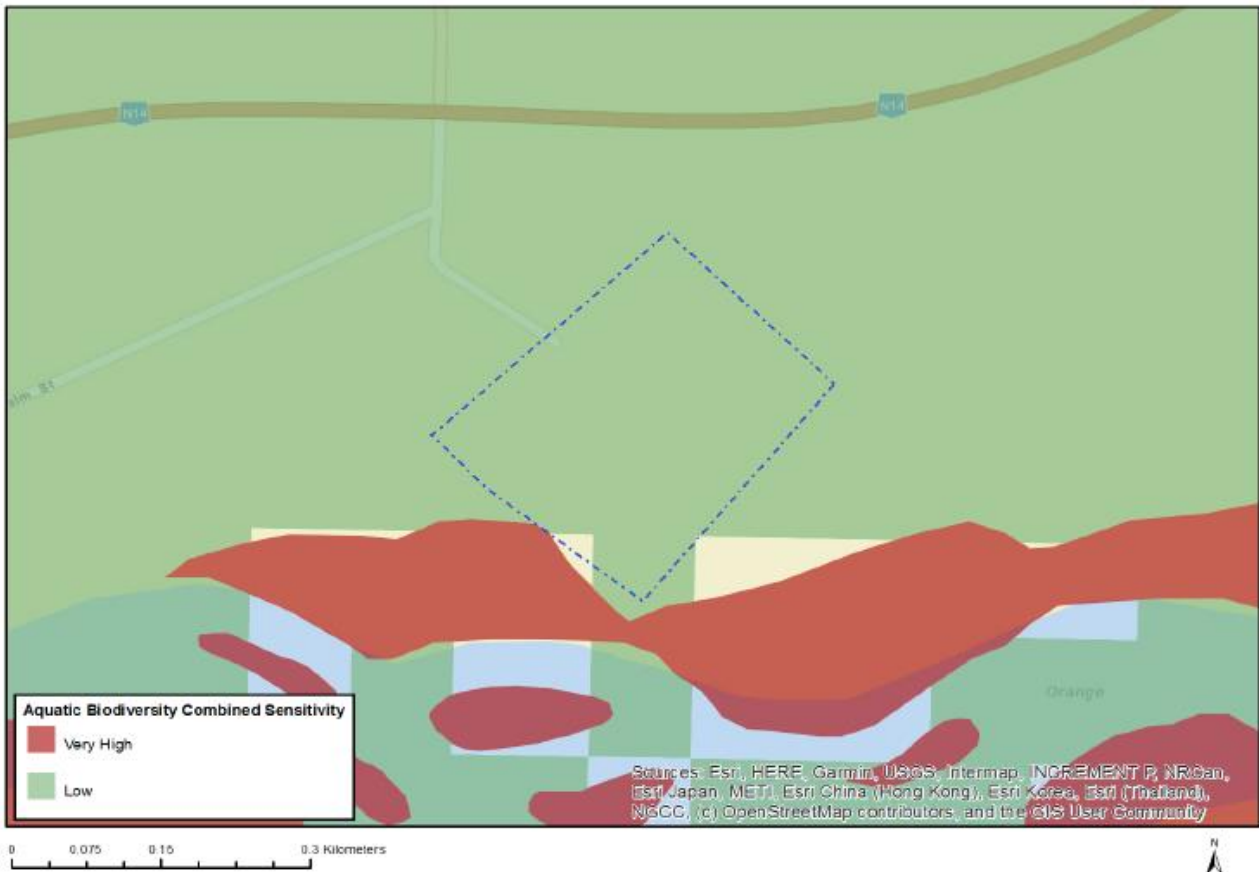 N14
N14
Orange
Aquatic Biodiversity Combined Sensitivity
Very High
Low
Sources: Esri, HERE, Garmin, USGS, Intermap, INCREMENT P, NRCan,
Esri Japan, METI, Esri China (Hong Kong), Esri Korea, Esri (Thailand),
NGCC, (c) OpenStreetMap contributors, and the GIS User Community
0 0.075 0.15 0.3 Kilometers
N